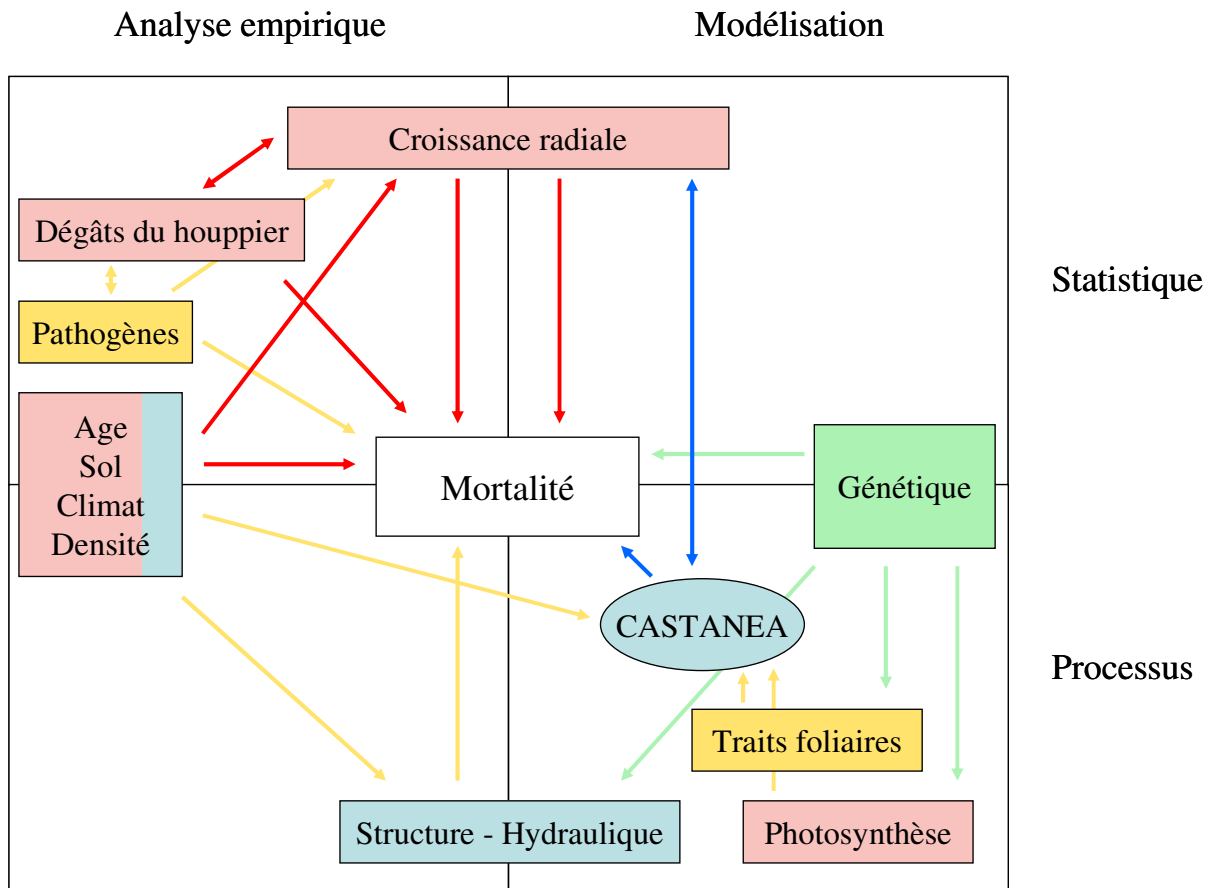 Analyse empirique
Modélisation
Croissance radiale
Dégâts du houppier
Statistique
Pathogènes
Age
Sol
Climat
Densité
Mortalité
Génétique
CASTANEA
Processus
Traits foliaires
Structure - Hydraulique
Photosynthèse